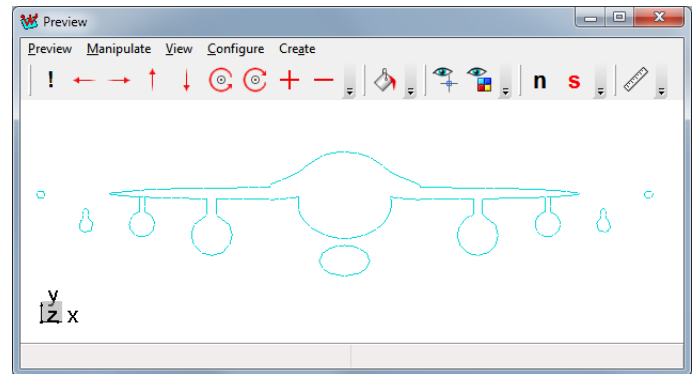 Preview
Preview Manipulate View Configure Create
! n s
y
z x